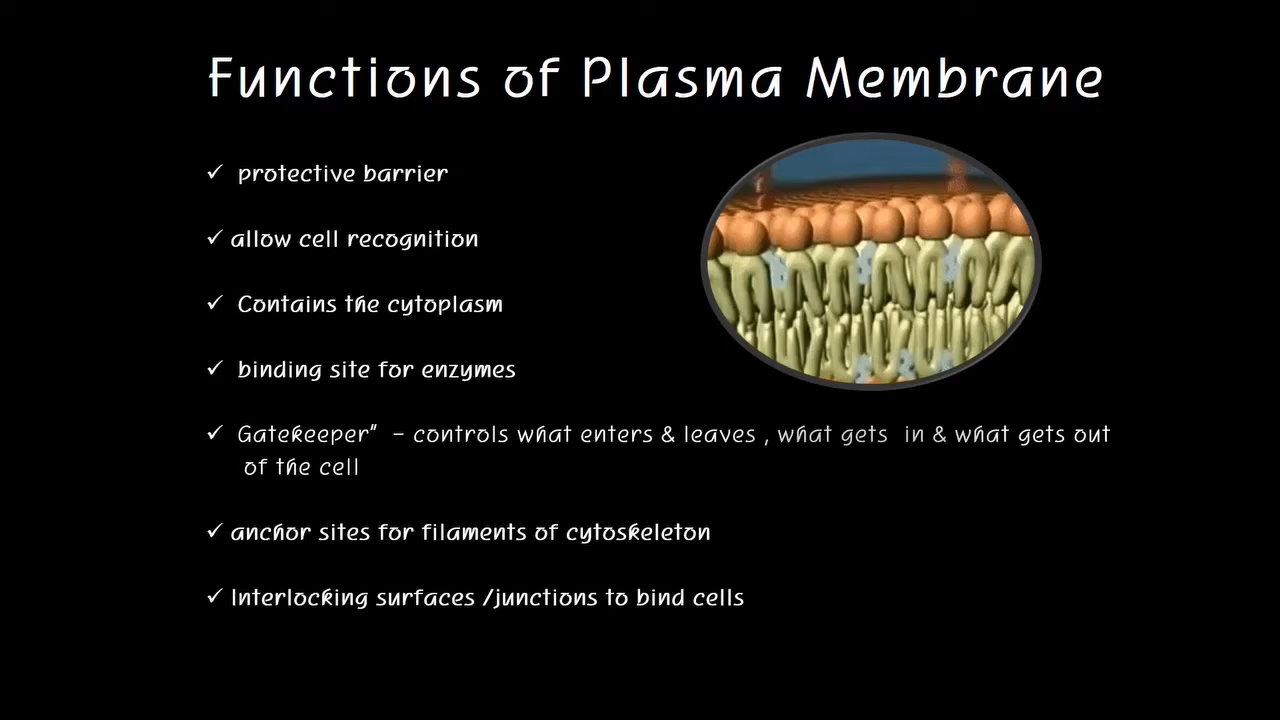 Functions of Plasma Membrane
✓ protective barrier
✓ allow cell recognition
✓ Contains the cytoplasm
✓ binding site for enzymes
✓ Gatekeeper" – controls what enters & leaves , what gets in & what gets out
of the cell
✓ anchor sites for filaments of cytoskeleton
✓ Interlocking surfaces /junctions to bind cells